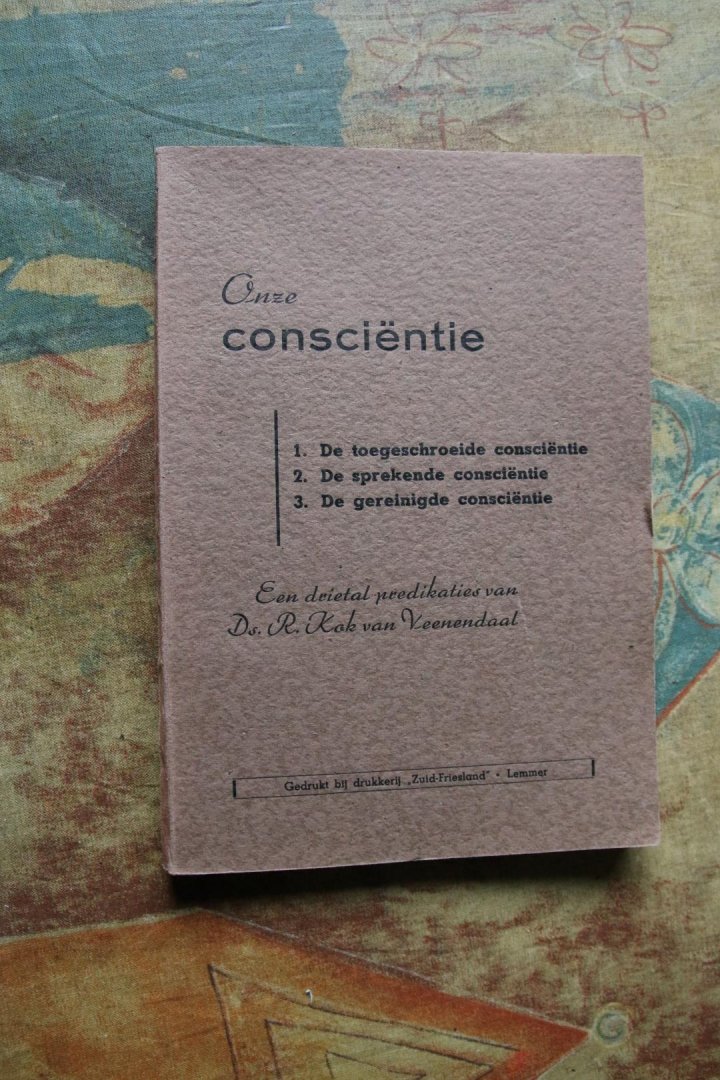 Onze
consciëntie
1. De toegeschroeide consciëntie
2. De sprekende consciëntie
3. De gereinigde consciëntie
Een drietal predikaties van
Ds. R. Kok van Veenendaal
Gedrukt bij drukkerij „Zuid-Friesland” • Lemmer